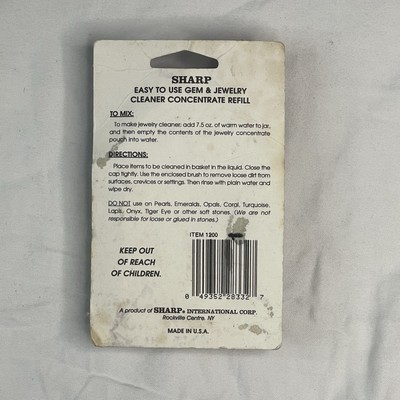 SHARP
EASY TO USE GEM & JEWELRY
CLEANER CONCENTRATE REFILL
TO MIX:
To make jewelry cleaner; add 7.5 oz. of warm water to jar,
and then empty the contents of the jewelry concentrate
pouch into water.
DIRECTIONS:
Place items to be cleaned in basket in the liquid. Close the
cap tightly. Use the enclosed brush to remove loose dirt from
surfaces, crevices or settings. Then rinse with plain water and
wipe dry.
DO NOT use on Pearls, Emeralds, Opals, Coral, Turquoise,
Lapis, Onyx, Tiger Eye or other soft stones. (We are not
responsible for loose or glued in stones.)
ITEM 1200
KEEP OUT
OF REACH
OF CHILDREN.
0 49352 28332 7
A product of SHARP® INTERNATIONAL CORP.
Rockville Centre, NY
MADE IN U.S.A.